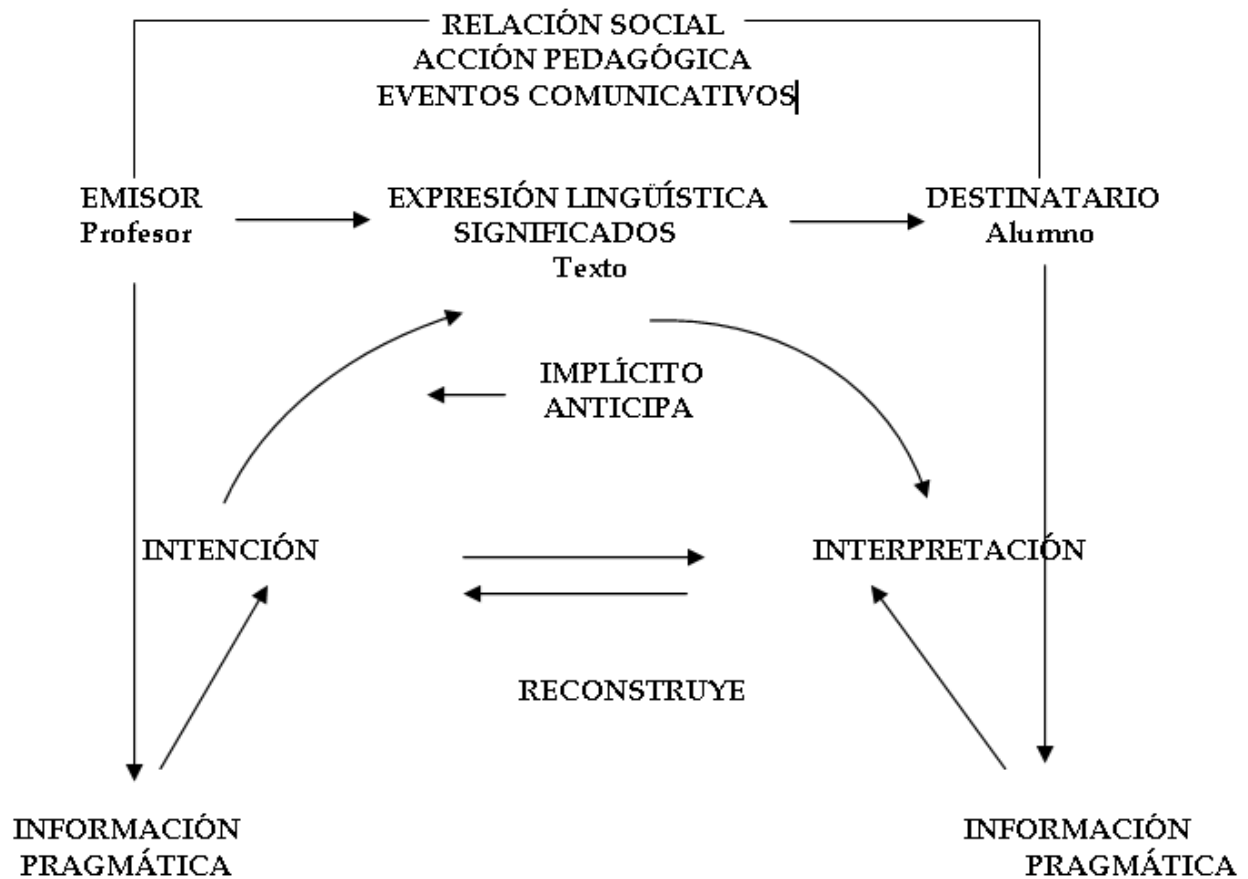 RELACIÓN SOCIAL
ACCIÓN PEDAGÓGICA
EVENTOS COMUNICATIVOS
EMISOR
Profesor
EXPRESIÓN LINGÜÍSTICA
SIGNIFICADOS
Texto
DESTINATARIO
Alumno
IMPLÍCITO
ANTICIPA
INTENCIÓN
INTERPRETACIÓN
RECONSTRUYE
INFORMACIÓN
PRAGMÁTICA
INFORMACIÓN
PRAGMÁTICA